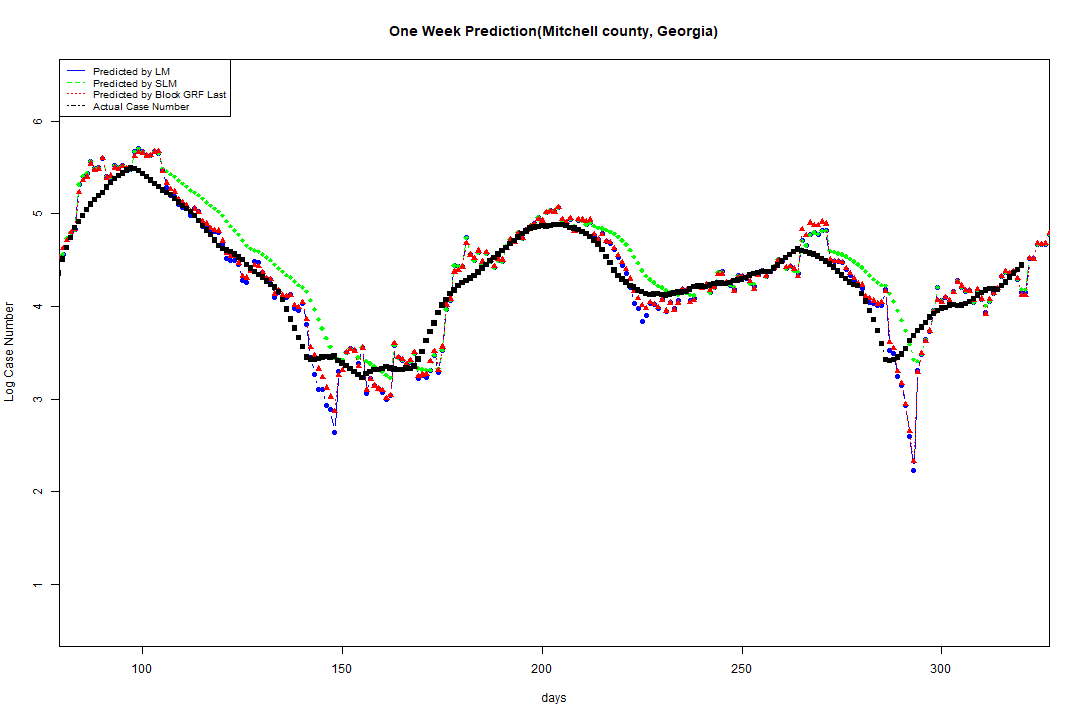 One Week Prediction(Mitchell county, Georgia)
Predicted by LM
Predicted by SLM
Predicted by Block GRF Last
Actual Case Number
Log Case Number
6
5
4
3
2
1
100 150 200 250 300
days